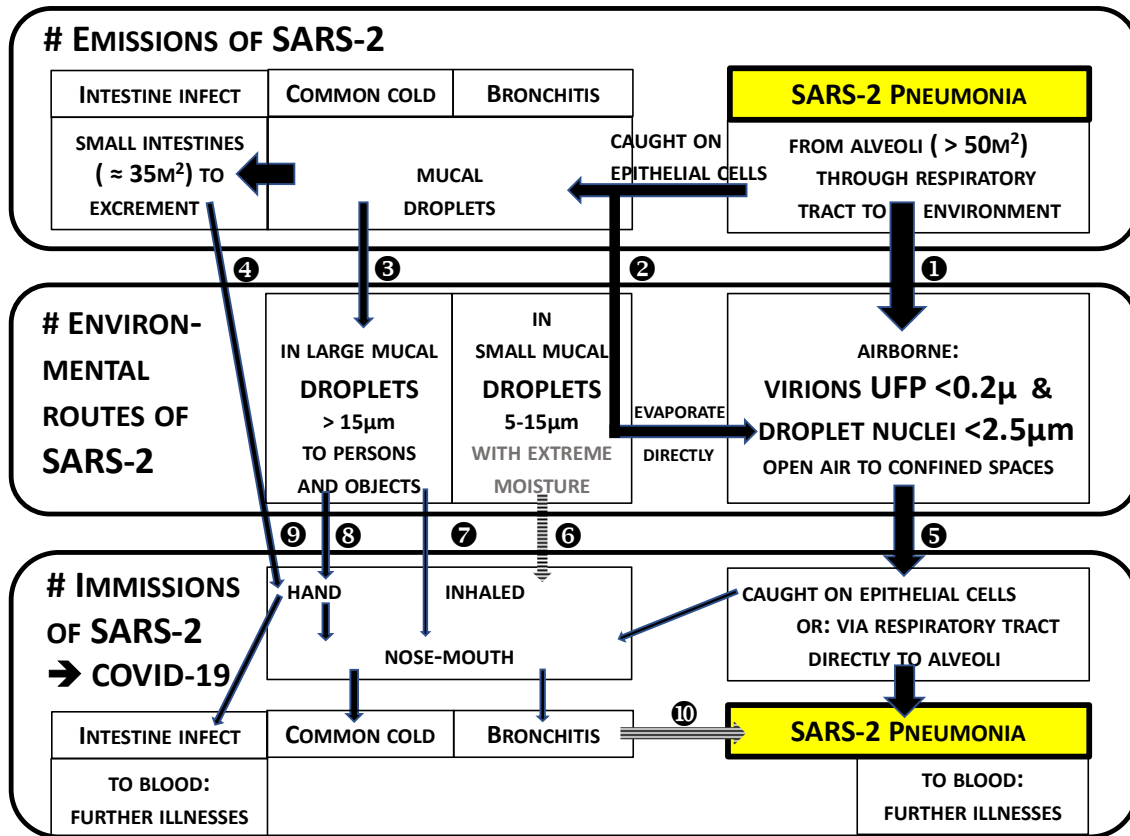 # EMISSIONS OF SARS-2
INTESTINE INFECT
COMMON COLD
BRONCHITIS
SARS-2 PNEUMONIA
SMALL INTESTINES
( ≈ 35M²) TO
EXCREMENT
MUCAL
DROPLETS
CAUGHT ON
EPITHELIAL CELLS
FROM ALVEOLI ( > 50M²)
THROUGH RESPIRATORY
TRACT TO ENVIRONMENT
❹
❸
❷
❶
# ENVIRON-
MENTAL
ROUTES OF
SARS-2
IN LARGE MUCAL
DROPLETS
> 15µm
TO PERSONS
AND OBJECTS
IN
SMALL MUCAL
DROPLETS
5-15µm
WITH EXTREME
MOISTURE
EVAPORATE
DIRECTLY
AIRBORNE:
VIRIONS UFP <0.2µ &
DROPLET NUCLEI <2.5µm
OPEN AIR TO CONFINED SPACES
❾
❽
❼
❻
❺
# IMMISSIONS
OF SARS-2
➔ COVID-19
HAND
INHALED
NOSE-MOUTH
CAUGHT ON EPITHELIAL CELLS
OR: VIA RESPIRATORY TRACT
DIRECTLY TO ALVEOLI
❿
INTESTINE INFECT
COMMON COLD
BRONCHITIS
SARS-2 PNEUMONIA
TO BLOOD:
FURTHER ILLNESSES
TO BLOOD:
FURTHER ILLNESSES